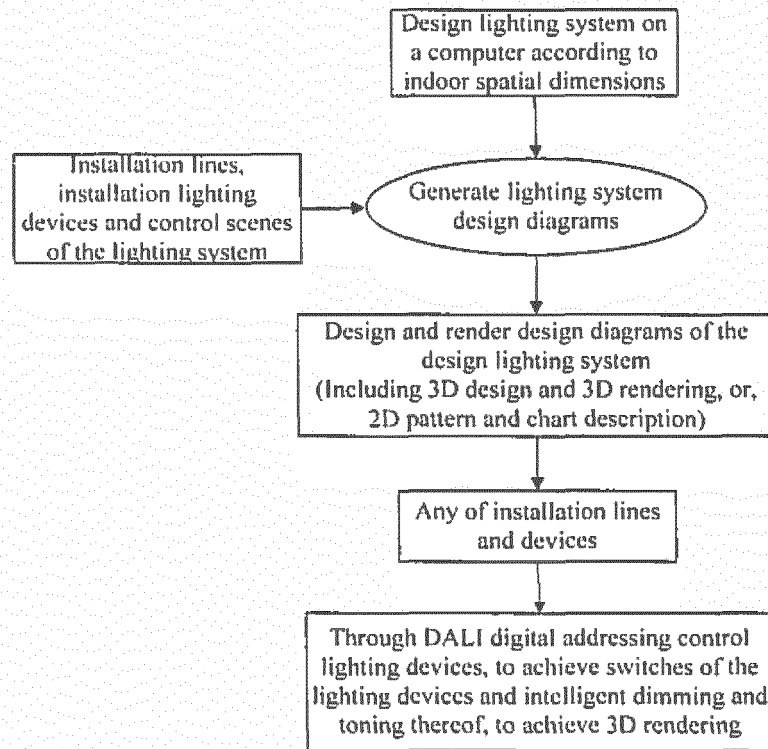 Design lighting system on
a computer according to
indoor spatial dimensions
Installation lines,
installation lighting
devices and control scenes
of the lighting system
Generate lighting system
design diagrams
Design and render design diagrams of the
design lighting system
(Including 3D design and 3D rendering, or,
2D pattern and chart description)
Any of installation lines
and devices
Through DALI digital addressing control
lighting devices, to achieve switches of the
lighting devices and intelligent dimming and
toning thereof, to achieve 3D rendering